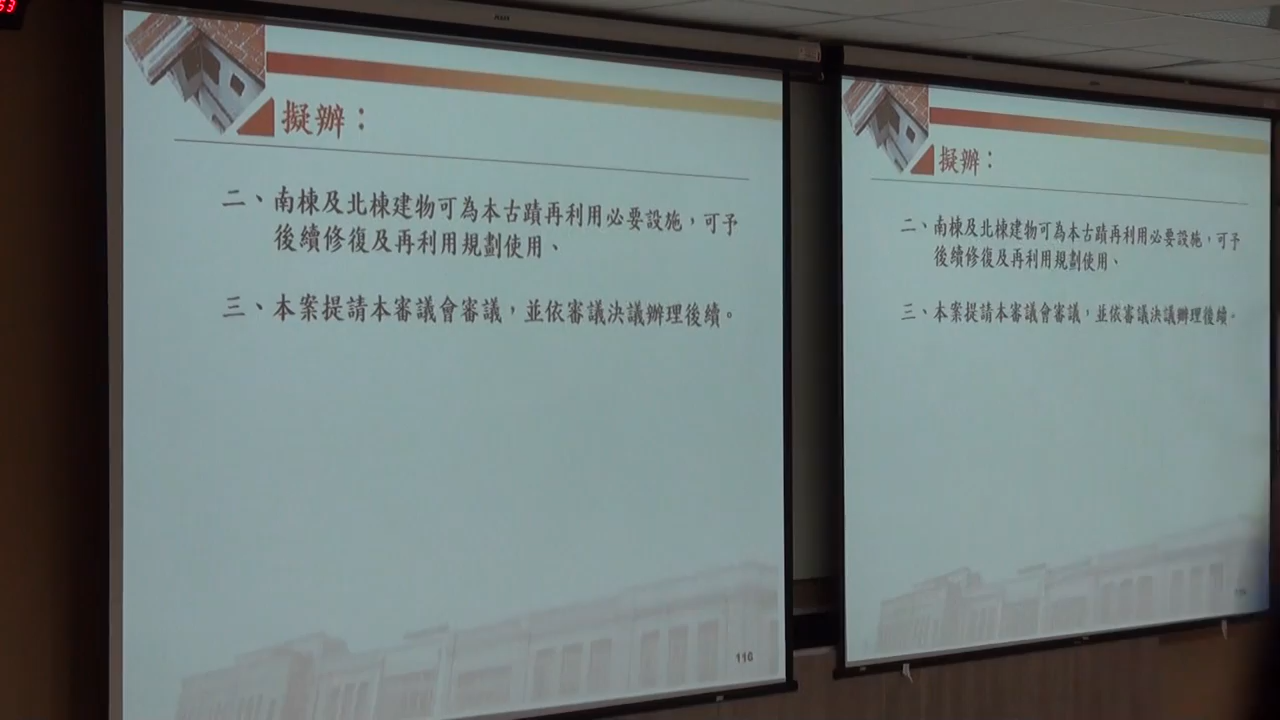 擬辦：
二、南棟及北棟建物可為本古蹟再利用必要設施，可予
後續修復及再利用規劃使用、
三、本案提請本審議會審議，並依審議決議辦理後續。
116
擬辦：
二、南棟及北棟建物可為本古蹟再利用必要設施，可予
後續修復及再利用規劃使用、
三、本案提請本審議會審議，並依審議決議辦理後續。